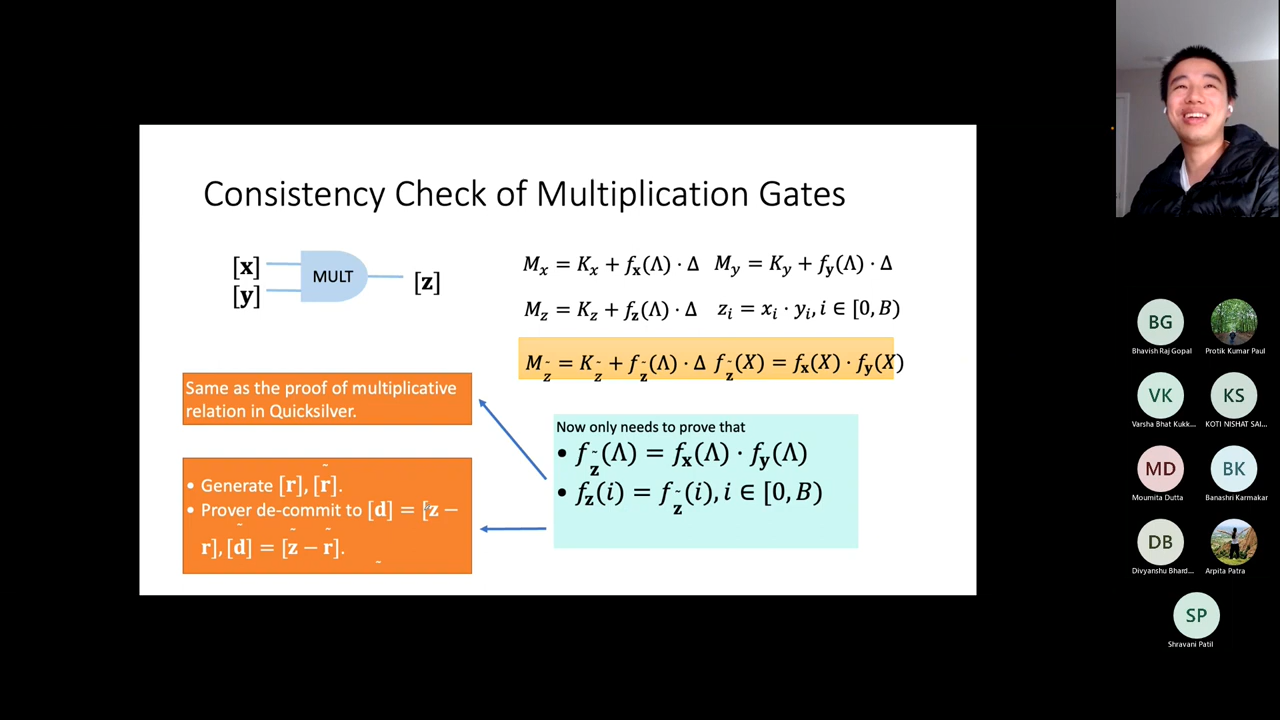 Consistency Check of Multiplication Gates
[x]
[y]
MULT
[z]
M_x = K_x + f_x(Λ) · Δ M_y = K_y + f_y(Λ) · Δ
M_z = K_z + f_z(Λ) · Δ z_i = x_i · y_i, i ∈ [0, B)
M_z̃ = K_z̃ + f_z̃(Λ) · Δ f_z̃(X) = f_x(X) · f_y(X)
Same as the proof of multiplicative
relation in Quicksilver.
• Generate [r], [r̃].
• Prover de-commit to [d] = [z −
r], [d̃] = [z̃ − r̃].
Now only needs to prove that
• f_z̃(Λ) = f_x(Λ) · f_y(Λ)
• f_z(i) = f_z̃(i), i ∈ [0, B)
BG
Bhavish Raj Gopal
Protik Kumar Paul
VK
Varsha Bhat Kukk...
KS
KOTI NISHAT SAI...
MD
Moumita Dutta
BK
Banashri Karmakar
DB
Divyanshu Bhard...
Arpita Patra
SP
Shravani Patil